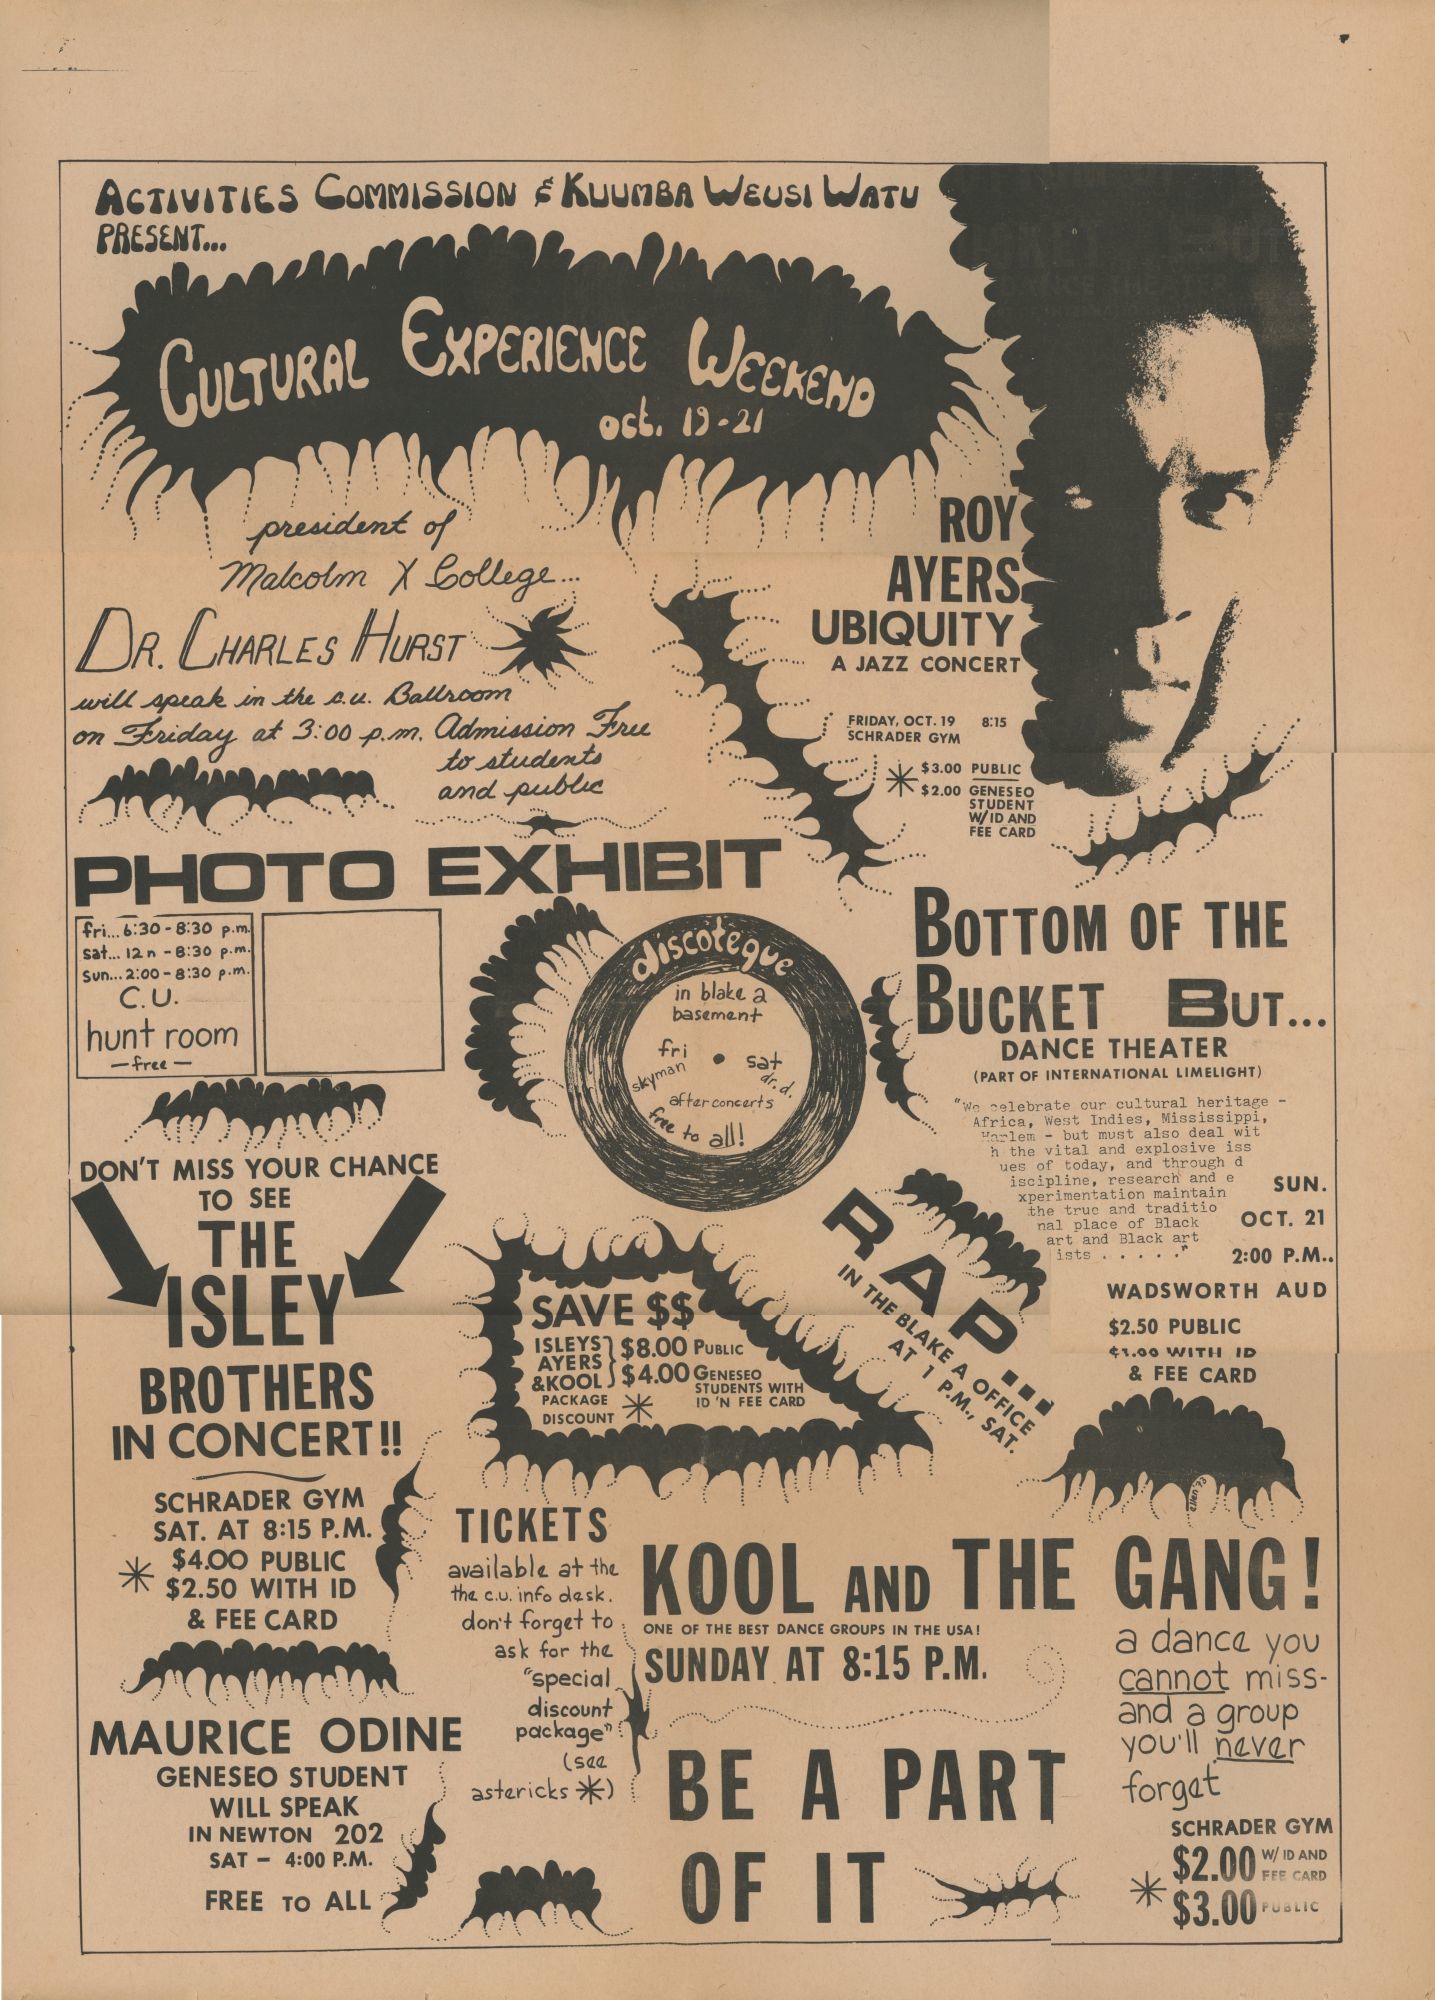 ACTIVITIES COMMISSION & KUUMBA WEUSI WATU
PRESENT...
CULTURAL EXPERIENCE WEEKEND
oct. 19-21
president of
Malcolm X College...
DR. CHARLES HURST
will speak in the c.u. Ballroom
on Friday at 3:00 p.m. Admission Free
to students
and public
ROY
AYERS
UBIQUITY
A JAZZ CONCERT
FRIDAY, OCT. 19 8:15
SCHRADER GYM
* $3.00 PUBLIC
$2.00 GENESEO
STUDENT
W/ ID AND
FEE CARD
PHOTO EXHIBIT
fri... 6:30 - 8:30 p.m.
sat... 12 n - 8:30 p.m.
sun... 2:00 - 8:30 p.m.
C.U.
hunt room
— free —
discoteque
in blake a
basement
fri sat
skyman dr. d.
after concerts
free to all!
BOTTOM OF THE
BUCKET BUT...
DANCE THEATER
(PART OF INTERNATIONAL LIMELIGHT)
"We celebrate our cultural heritage -
Africa, West Indies, Mississippi,
Harlem - but must also deal wit
h the vital and explosive iss
ues of today, and through d
iscipline, research and e
xperimentation maintain
the true and traditio
nal place of Black
art and Black art
ists . . . . ."
SUN.
OCT. 21
2:00 P.M..
WADSWORTH AUD
$2.50 PUBLIC
$1.00 WITH ID
& FEE CARD
DON'T MISS YOUR CHANCE
TO SEE
THE
ISLEY
BROTHERS
IN CONCERT!!
SCHRADER GYM
SAT. AT 8:15 P.M.
* $4.00 PUBLIC
$2.50 WITH ID
& FEE CARD
SAVE $$
ISLEYS
AYERS
&KOOL
} $8.00 PUBLIC
$4.00 GENESEO
STUDENTS WITH
ID 'N FEE CARD
PACKAGE
DISCOUNT *
RAP...
IN THE BLAKE A OFFICE
AT 1 P.M., SAT.
ellen '73
TICKETS
available at the
the c.u. info desk.
don't forget to
ask for the
"special
discount
package"
(see
astericks *)
KOOL AND THE GANG!
ONE OF THE BEST DANCE GROUPS IN THE USA!
SUNDAY AT 8:15 P.M.
a dance you
cannot miss-
and a group
you'll never
forget
SCHRADER GYM
* $2.00 W/ ID AND
FEE CARD
$3.00 PUBLIC
MAURICE ODINE
GENESEO STUDENT
WILL SPEAK
IN NEWTON 202
SAT - 4:00 P.M.
FREE TO ALL
BE A PART
OF IT